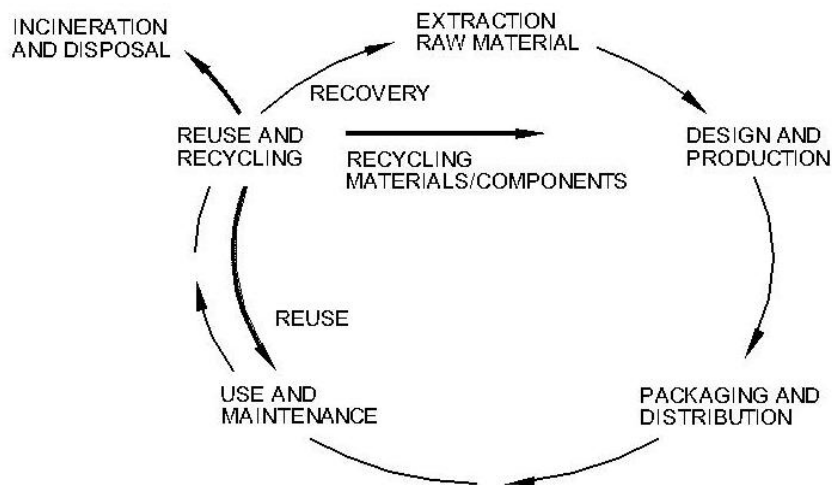 INCINERATION
AND DISPOSAL
EXTRACTION
RAW MATERIAL
RECOVERY
REUSE AND
RECYCLING
RECYCLING
MATERIALS/COMPONENTS
DESIGN AND
PRODUCTION
REUSE
USE AND
MAINTENANCE
PACKAGING AND
DISTRIBUTION